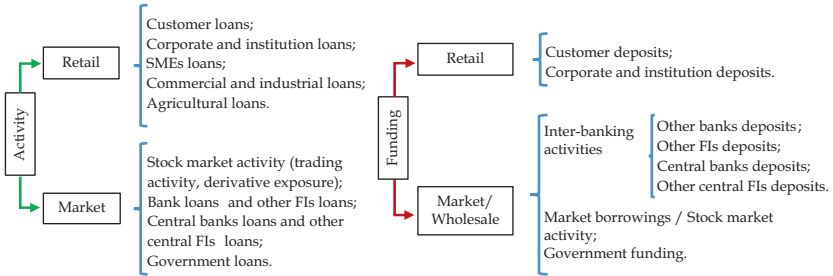 Activity
Retail
Customer loans;
Corporate and institution loans;
SMEs loans;
Commercial and industrial loans;
Agricultural loans.
Market
Stock market activity (trading
activity, derivative exposure);
Bank loans and other FIs loans;
Central banks loans and other
central FIs loans;
Government loans.
Funding
Retail
Customer deposits;
Corporate and institution deposits.
Market/
Wholesale
Inter-banking
activities
Other banks deposits;
Other FIs deposits;
Central banks deposits;
Other central FIs deposits.
Market borrowings / Stock market
activity;
Government funding.